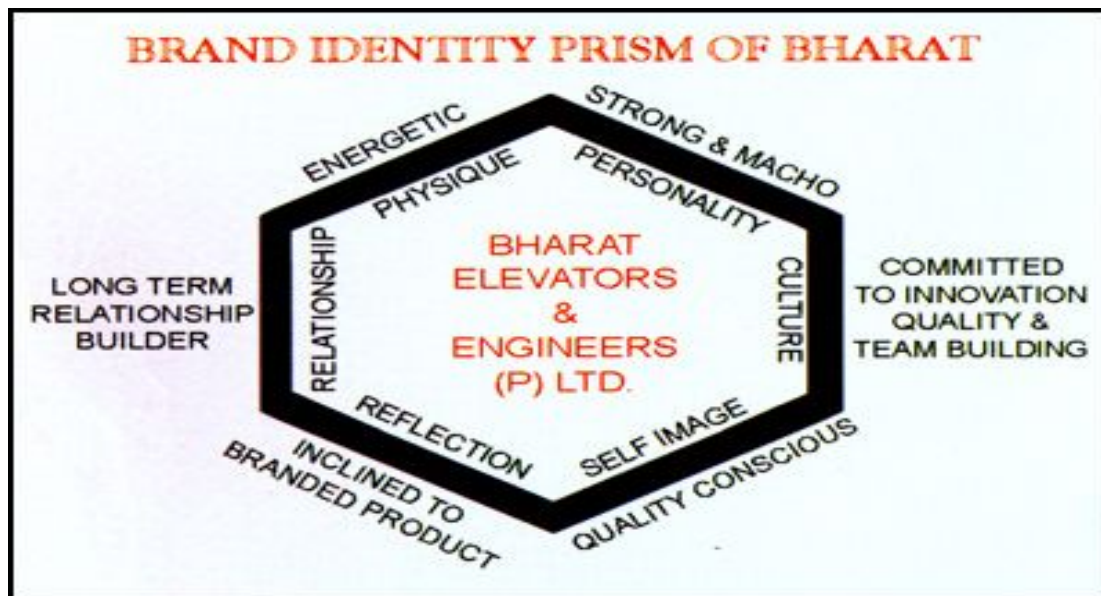 BRAND IDENTITY PRISM OF BHARAT
ENERGETIC
STRONG & MACHO
PHYSIQUE
PERSONALITY
LONG TERM
RELATIONSHIP
BUILDER
RELATIONSHIP
BHARAT
ELEVATORS
&
ENGINEERS
(P) LTD.
CULTURE
COMMITTED
TO INNOVATION
QUALITY &
TEAM BUILDING
REFLECTION
SELF IMAGE
INCLINED TO
BRANDED PRODUCT
QUALITY CONSCIOUS